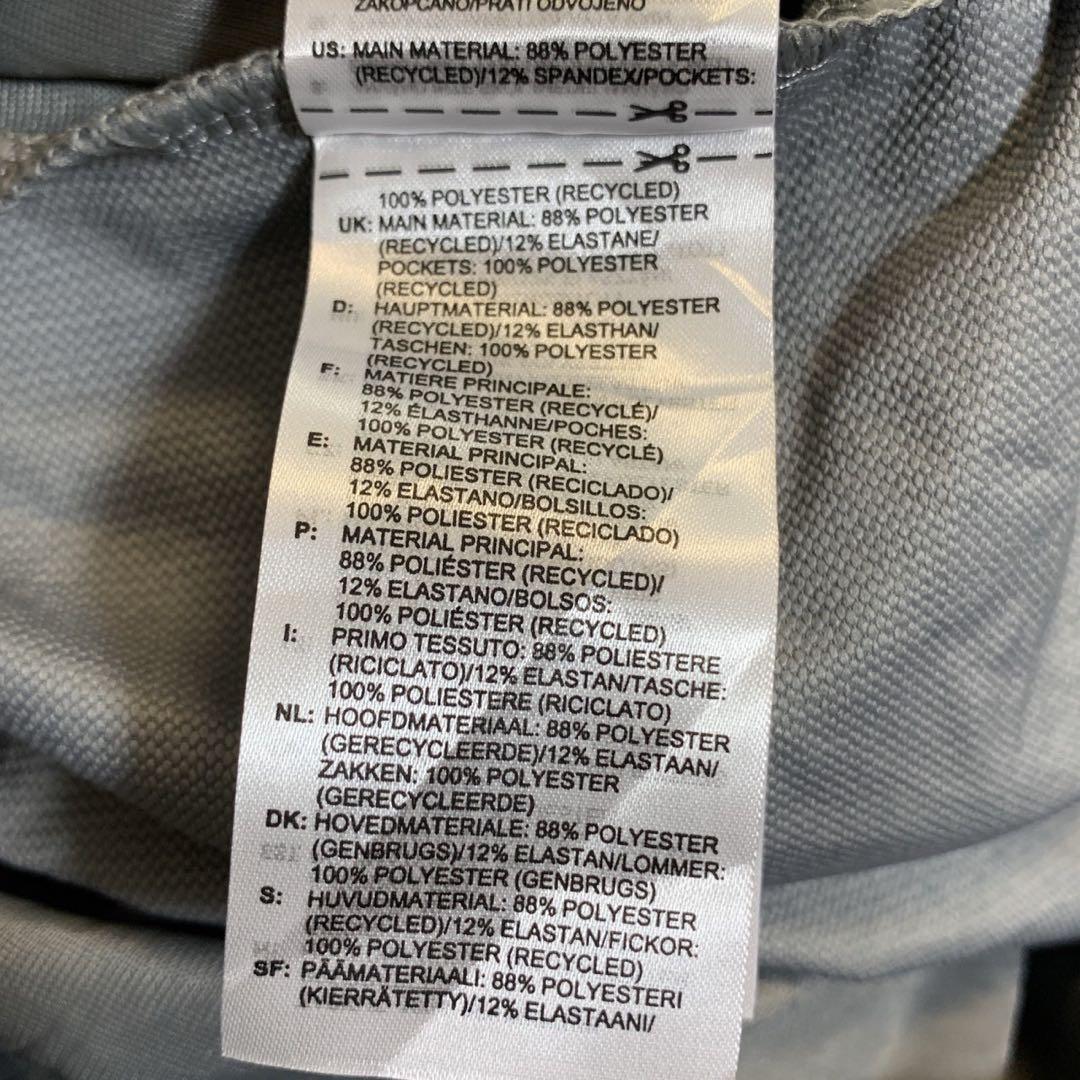 ZAKOPČANO/PRATI ODVOJENO
US: MAIN MATERIAL: 88% POLYESTER
(RECYCLED)/12% SPANDEX/POCKETS:
100% POLYESTER (RECYCLED)
UK: MAIN MATERIAL: 88% POLYESTER
(RECYCLED)/12% ELASTANE/
POCKETS: 100% POLYESTER
(RECYCLED)
D: HAUPTMATERIAL: 88% POLYESTER
(RECYCLED)/12% ELASTHAN/
TASCHEN: 100% POLYESTER
(RECYCLED)
F: MATIERE PRINCIPALE:
88% POLYESTER (RECYCLÉ)/
12% ÉLASTHANNE/POCHES:
100% POLYESTER (RECYCLÉ)
E: MATERIAL PRINCIPAL:
88% POLIESTER (RECICLADO)/
12% ELASTANO/BOLSILLOS:
100% POLIESTER (RECICLADO)
P: MATERIAL PRINCIPAL:
88% POLIÉSTER (RECYCLED)/
12% ELASTANO/BOLSOS:
100% POLIÉSTER (RECYCLED)
I: PRIMO TESSUTO: 88% POLIESTERE
(RICICLATO)/12% ELASTAN/TASCHE:
100% POLIESTERE (RICICLATO)
NL: HOOFDMATERIAAL: 88% POLYESTER
(GERECYCLEERDE)/12% ELASTAAN/
ZAKKEN: 100% POLYESTER
(GERECYCLEERDE)
DK: HOVEDMATERIALE: 88% POLYESTER
(GENBRUGS)/12% ELASTAN/LOMMER:
100% POLYESTER (GENBRUGS)
S: HUVUDMATERIAL: 88% POLYESTER
(RECYCLED)/12% ELASTAN/FICKOR:
100% POLYESTER (RECYCLED)
SF: PÄÄMATERIAALI: 88% POLYESTERI
(KIERRÄTETTY)/12% ELASTAANI/